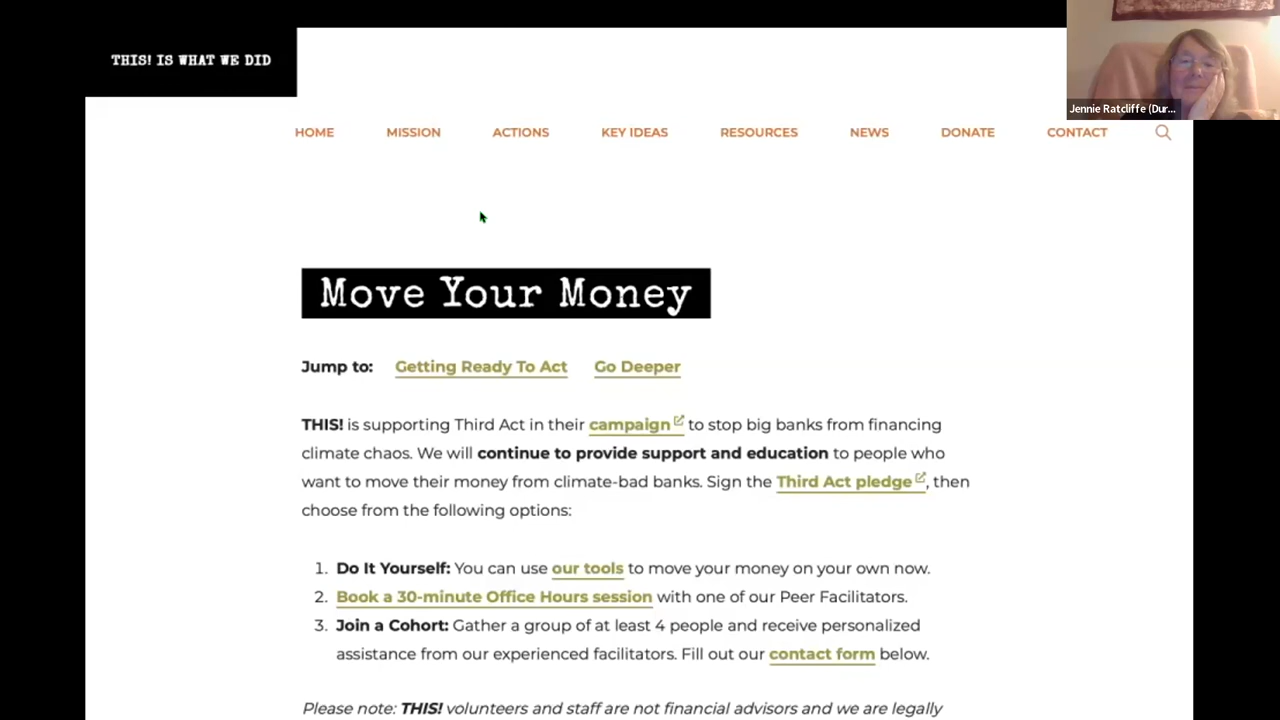 THIS! IS WHAT WE DID
Jennie Ratcliffe (Dur...
HOME MISSION ACTIONS KEY IDEAS RESOURCES NEWS DONATE CONTACT
Move Your Money
Jump to: Getting Ready To Act Go Deeper
THIS! is supporting Third Act in their campaign to stop big banks from financing
climate chaos. We will continue to provide support and education to people who
want to move their money from climate-bad banks. Sign the Third Act pledge, then
choose from the following options:
1. Do It Yourself: You can use our tools to move your money on your own now.
2. Book a 30-minute Office Hours session with one of our Peer Facilitators.
3. Join a Cohort: Gather a group of at least 4 people and receive personalized
assistance from our experienced facilitators. Fill out our contact form below.
Please note: THIS! volunteers and staff are not financial advisors and we are legally